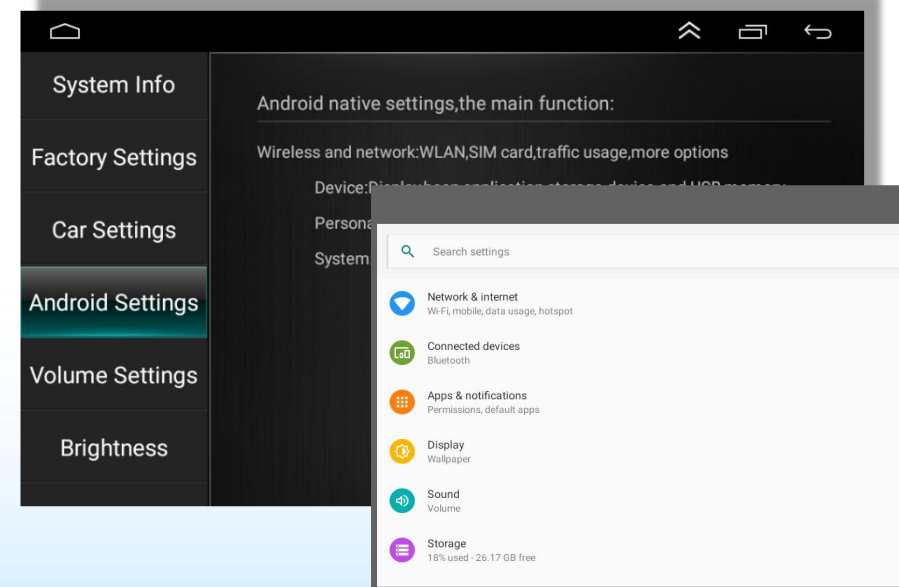 System Info
Factory Settings
Car Settings
Android Settings
Volume Settings
Brightness
Android native settings,the main function:
Wireless and network:WLAN,SIM card,traffic usage,more options
Device:
Persona
System
Search settings
Network & internet
Wi-Fi, mobile, data usage, hotspot
Connected devices
Bluetooth
Apps & notifications
Permissions, default apps
Display
Wallpaper
Sound
Volume
Storage
18% used - 26.17 GB free